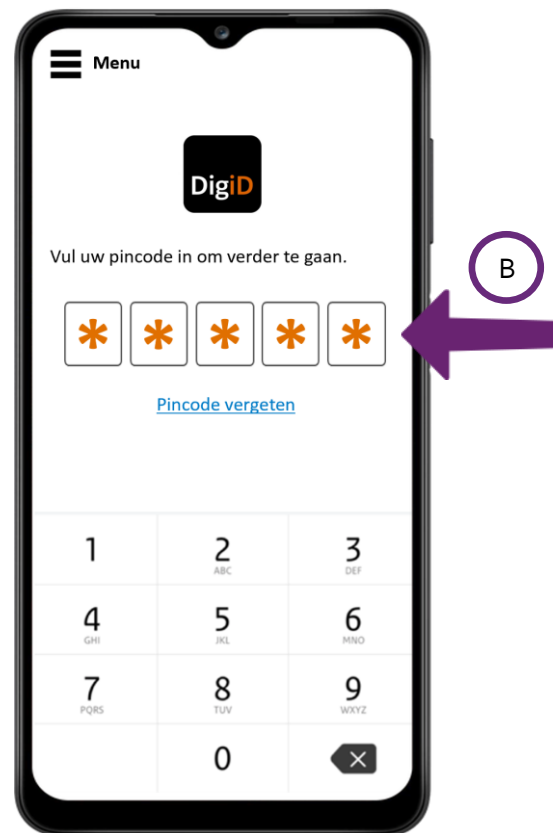 Menu
DigiD
Vul uw pincode in om verder te gaan.
B
* * * * *
Pincode vergeten
1 2 3
ABC DEF
4 5 6
GHI JKL MNO
7 8 9
PQRS TUV WXYZ
0